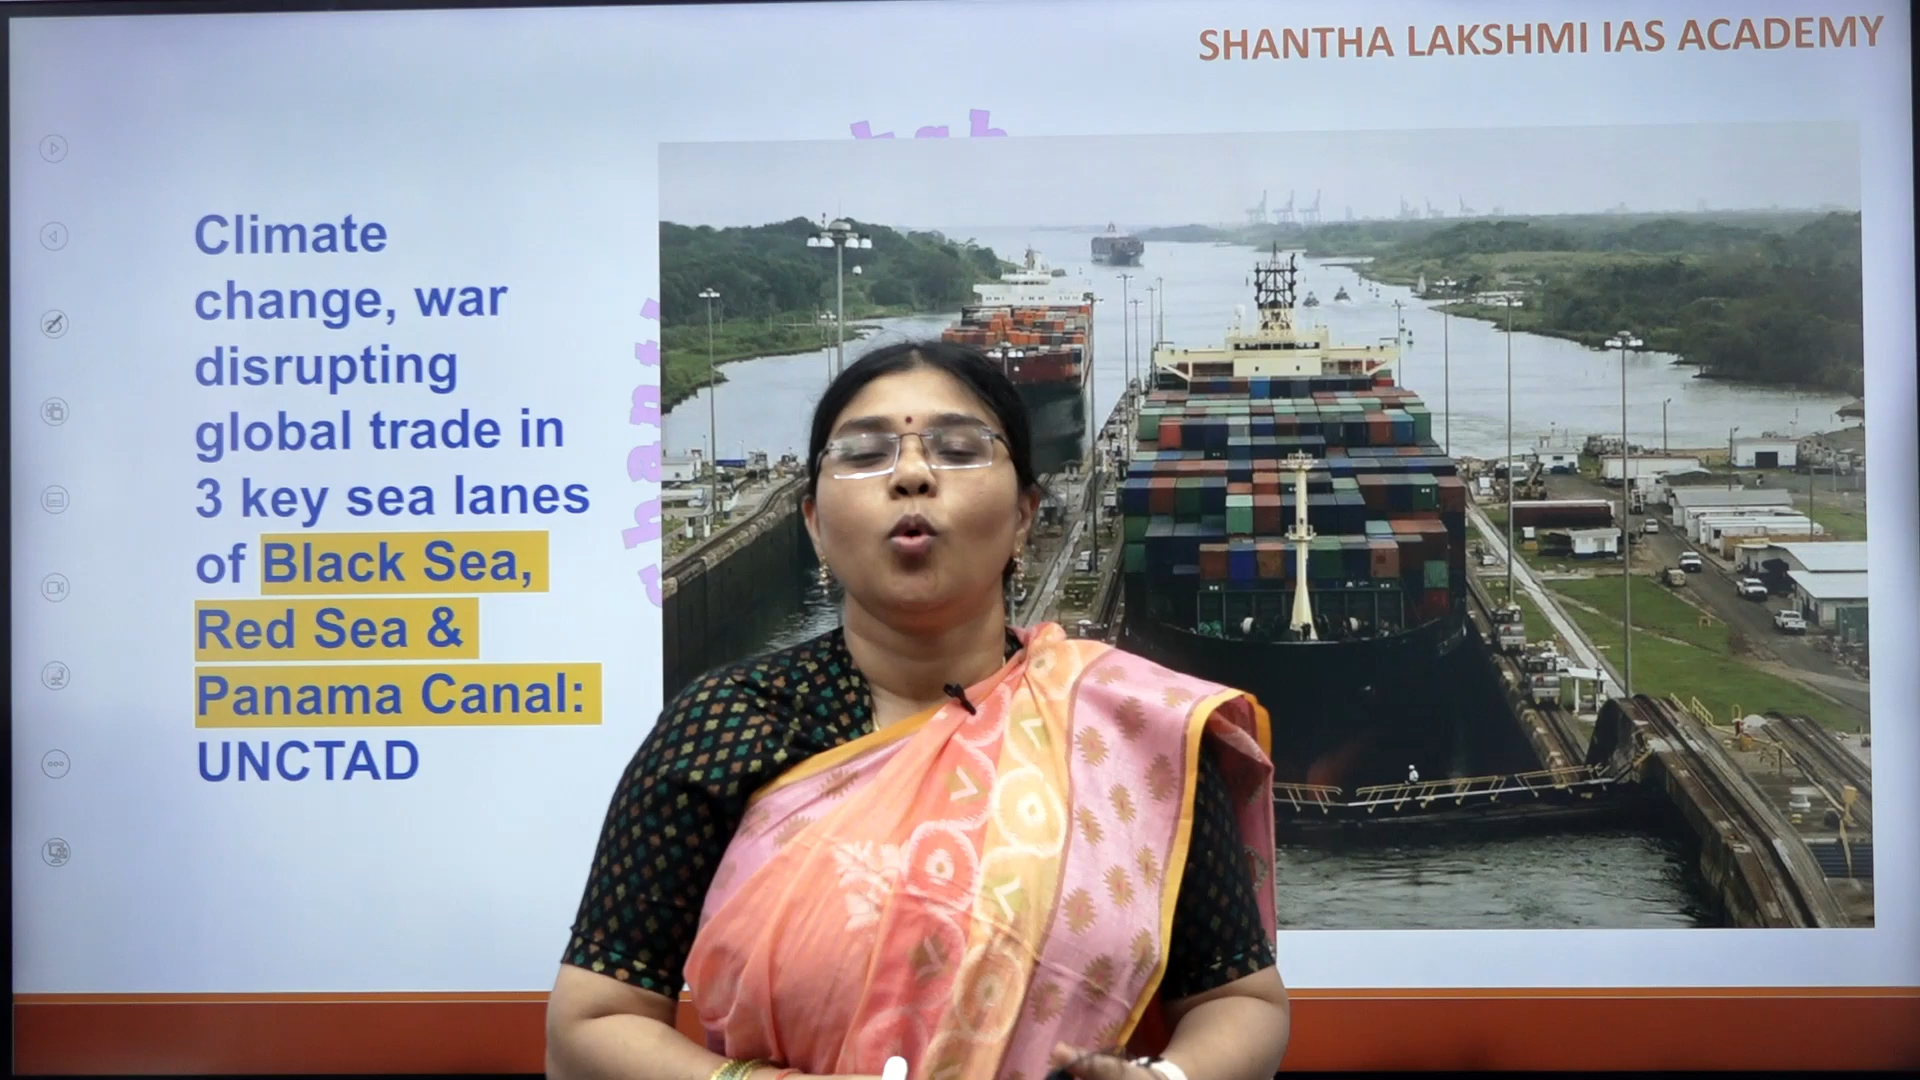 SHANTHA LAKSHMI IAS ACADEMY
Climate
change, war
disrupting
global trade in
3 key sea lanes
of Black Sea,
Red Sea &
Panama Canal:
UNCTAD